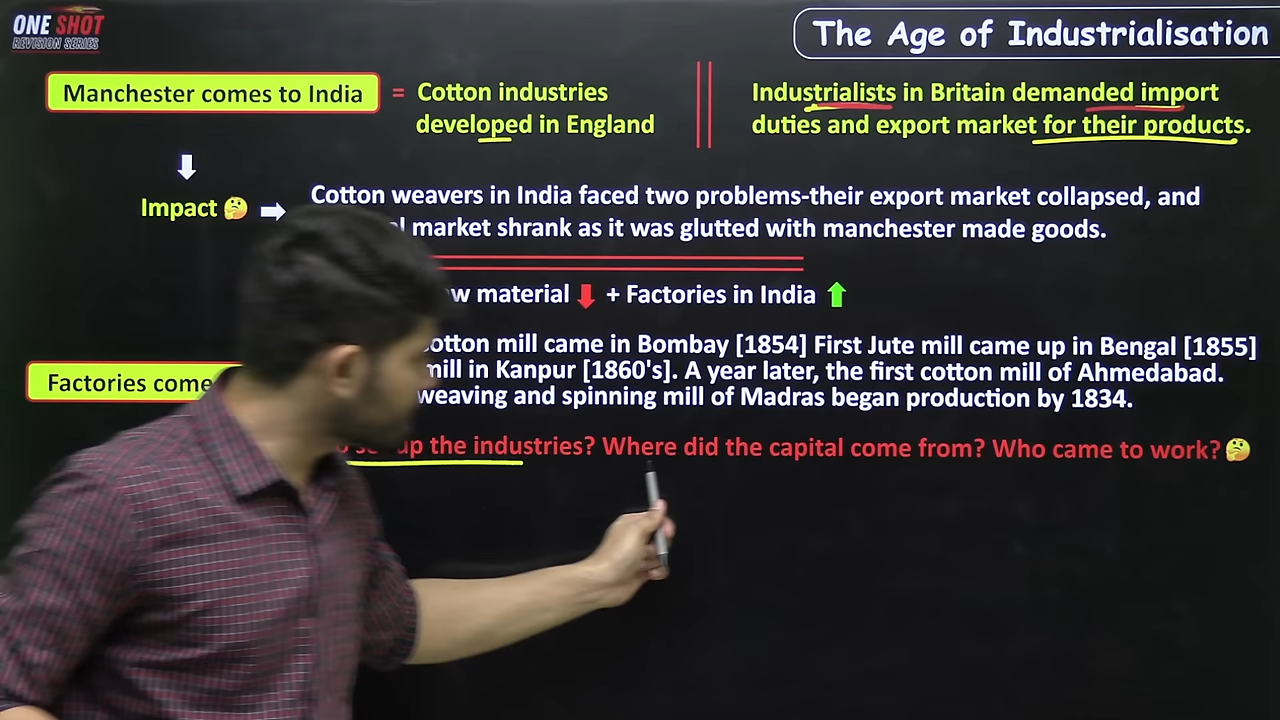 ONE SHOT
REVISION SERIES
The Age of Industrialisation
Manchester comes to India = Cotton industries
developed in England
Industrialists in Britain demanded import
duties and export market for their products.
Impact 🤔 ➡ Cotton weavers in India faced two problems-their export market collapsed, and
market shrank as it was glutted with manchester made goods.
material + Factories in India
mill came in Bombay [1854] First Jute mill came up in Bengal [1855]
mill in Kanpur [1860's]. A year later, the first cotton mill of Ahmedabad.
Factories come
weaving and spinning mill of Madras began production by 1834.
up the industries? Where did the capital come from? Who came to work? 🤔